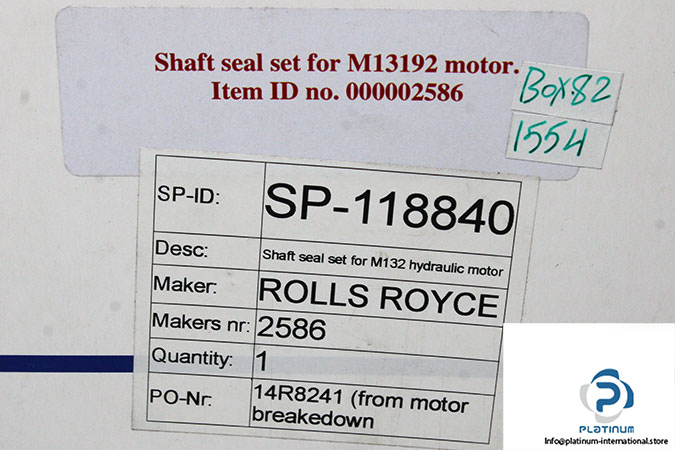 Shaft seal set for M13192 motor.
Item ID no. 000002586
Box.82
1554
SP-ID: SP-118840
Desc: Shaft seal set for M132 hydraulic motor
Maker: ROLLS ROYCE
Makers nr: 2586
Quantity: 1
PO-Nr: 14R8241 (from motor
breakedown
PLATINUM
Info@platinum-international.store